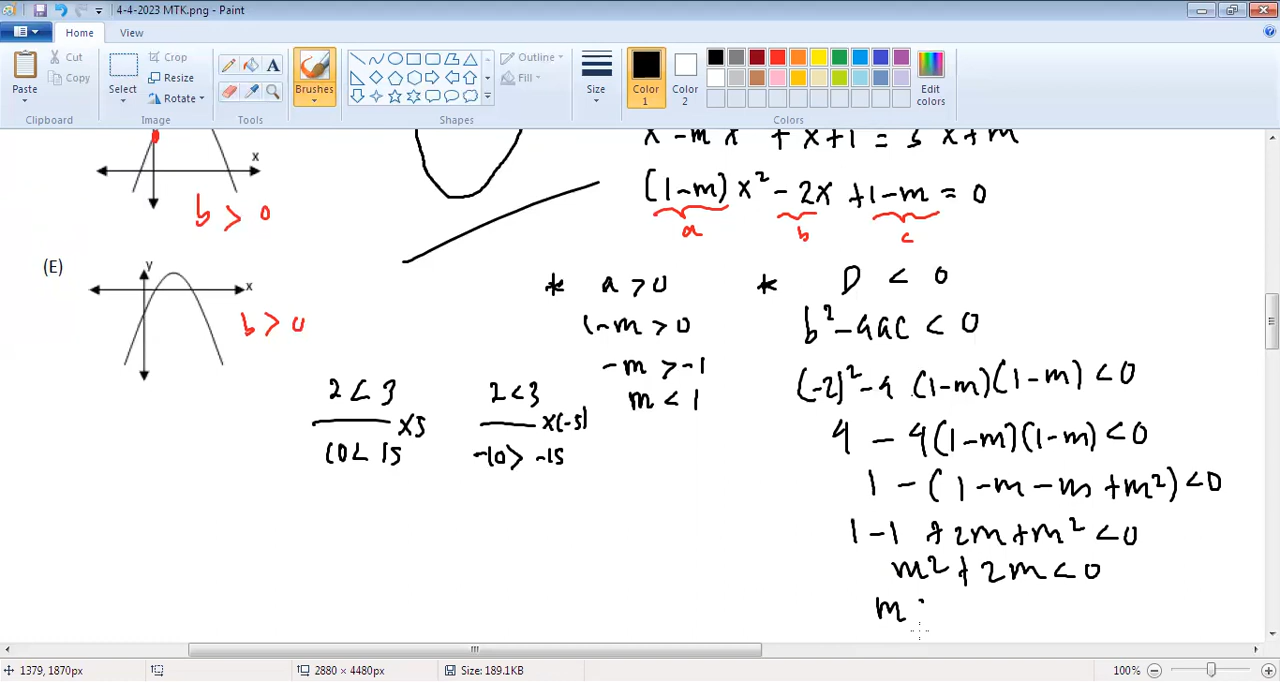 4-4-2023 MTK.png - Paint
Home View
Paste Cut Copy Clipboard
Select Crop Resize Rotate Image
Tools
Brushes
Outline Fill Shapes
Size
Color 1 Color 2 Edit colors Colors
x - m x + x + 1 = 3 x + m
(1-m) x² - 2x + 1-m = 0
a b c
x
b > 0
(E)
y
x
b > 0
* a > 0
1-m > 0
-m > -1
m < 1
2 < 3
x5
10 < 15
2 < 3
x(-5)
-10 > -15
* D < 0
b² - 4ac < 0
(-2)² - 4 (1-m)(1-m) < 0
4 - 4(1-m)(1-m) < 0
1 - (1-m-m+m²) < 0
1-1 + 2m + m² < 0
m² + 2m < 0
m
1379, 1870px
2880 × 4480px
Size: 189.1KB
100%